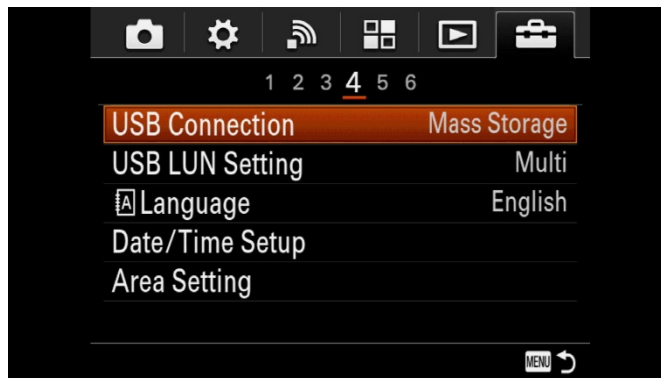 1 2 3 4 5 6
USB Connection Mass Storage
USB LUN Setting Multi
A Language English
Date/Time Setup
Area Setting
MENU